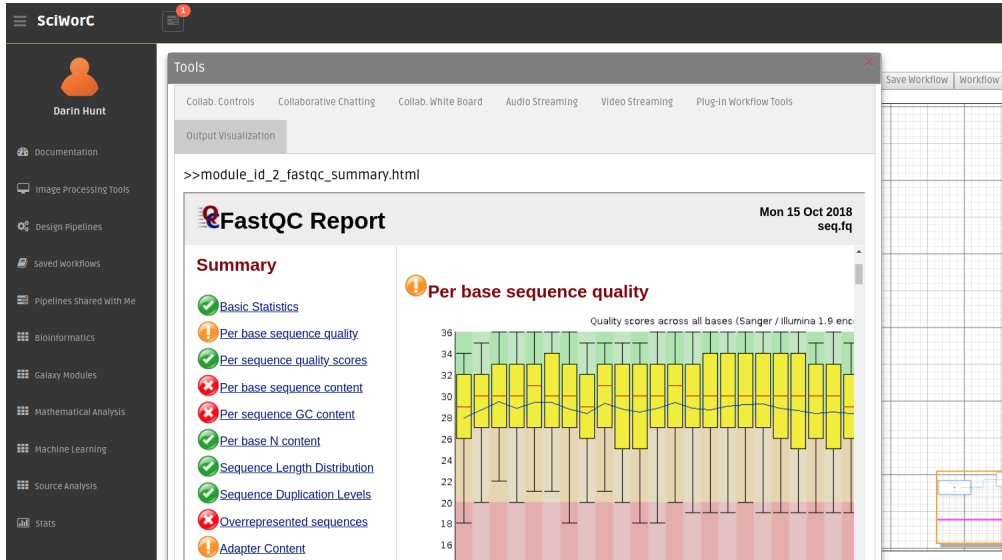 SciWorC
1
Darin Hunt
Documentation
Image Processing Tools
Design Pipelines
Saved Workflows
Pipelines Shared With Me
Bioinformatics
Galaxy Modules
Mathematical Analysis
Machine Learning
Source Analysis
Stats
Tools
Collab. Controls Collaborative Chatting Collab. White Board Audio Streaming Video Streaming Plug-in Workflow Tools
Output Visualization
Save Workflow Workflow
>>module_id_2_fastqc_summary.html
FastQC Report
Mon 15 Oct 2018
seq.fq
Summary
Basic Statistics
Per base sequence quality
Per sequence quality scores
Per base sequence content
Per sequence GC content
Per base N content
Sequence Length Distribution
Sequence Duplication Levels
Overrepresented sequences
Adapter Content
Per base sequence quality
Quality scores across all bases (Sanger / Illumina 1.9 enc
36
34
32
30
28
26
24
22
20
18
16